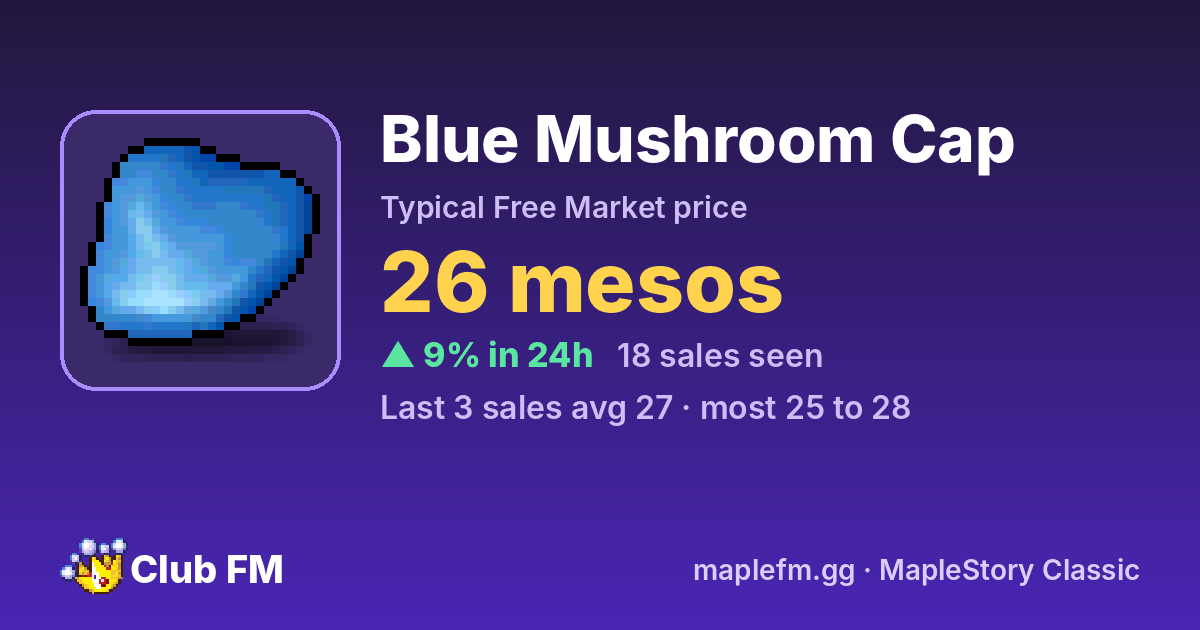 Blue Mushroom Cap
Typical Free Market price
26 mesos
▲ 9% in 24h 18 sales seen
Last 3 sales avg 27 · most 25 to 28
Club FM
maplefm.gg · MapleStory Classic